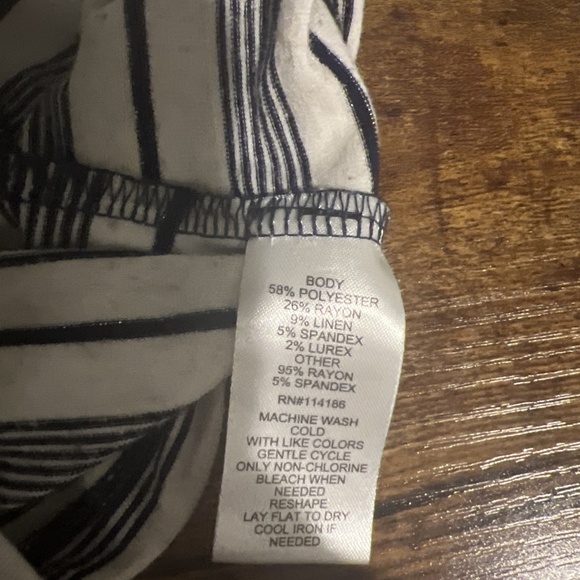 BODY
58% POLYESTER
26% RAYON
9% LINEN
5% SPANDEX
2% LUREX
OTHER
95% RAYON
5% SPANDEX
RN#114186
MACHINE WASH
COLD
WITH LIKE COLORS
GENTLE CYCLE
ONLY NON-CHLORINE
BLEACH WHEN
NEEDED
RESHAPE
LAY FLAT TO DRY
COOL IRON IF
NEEDED